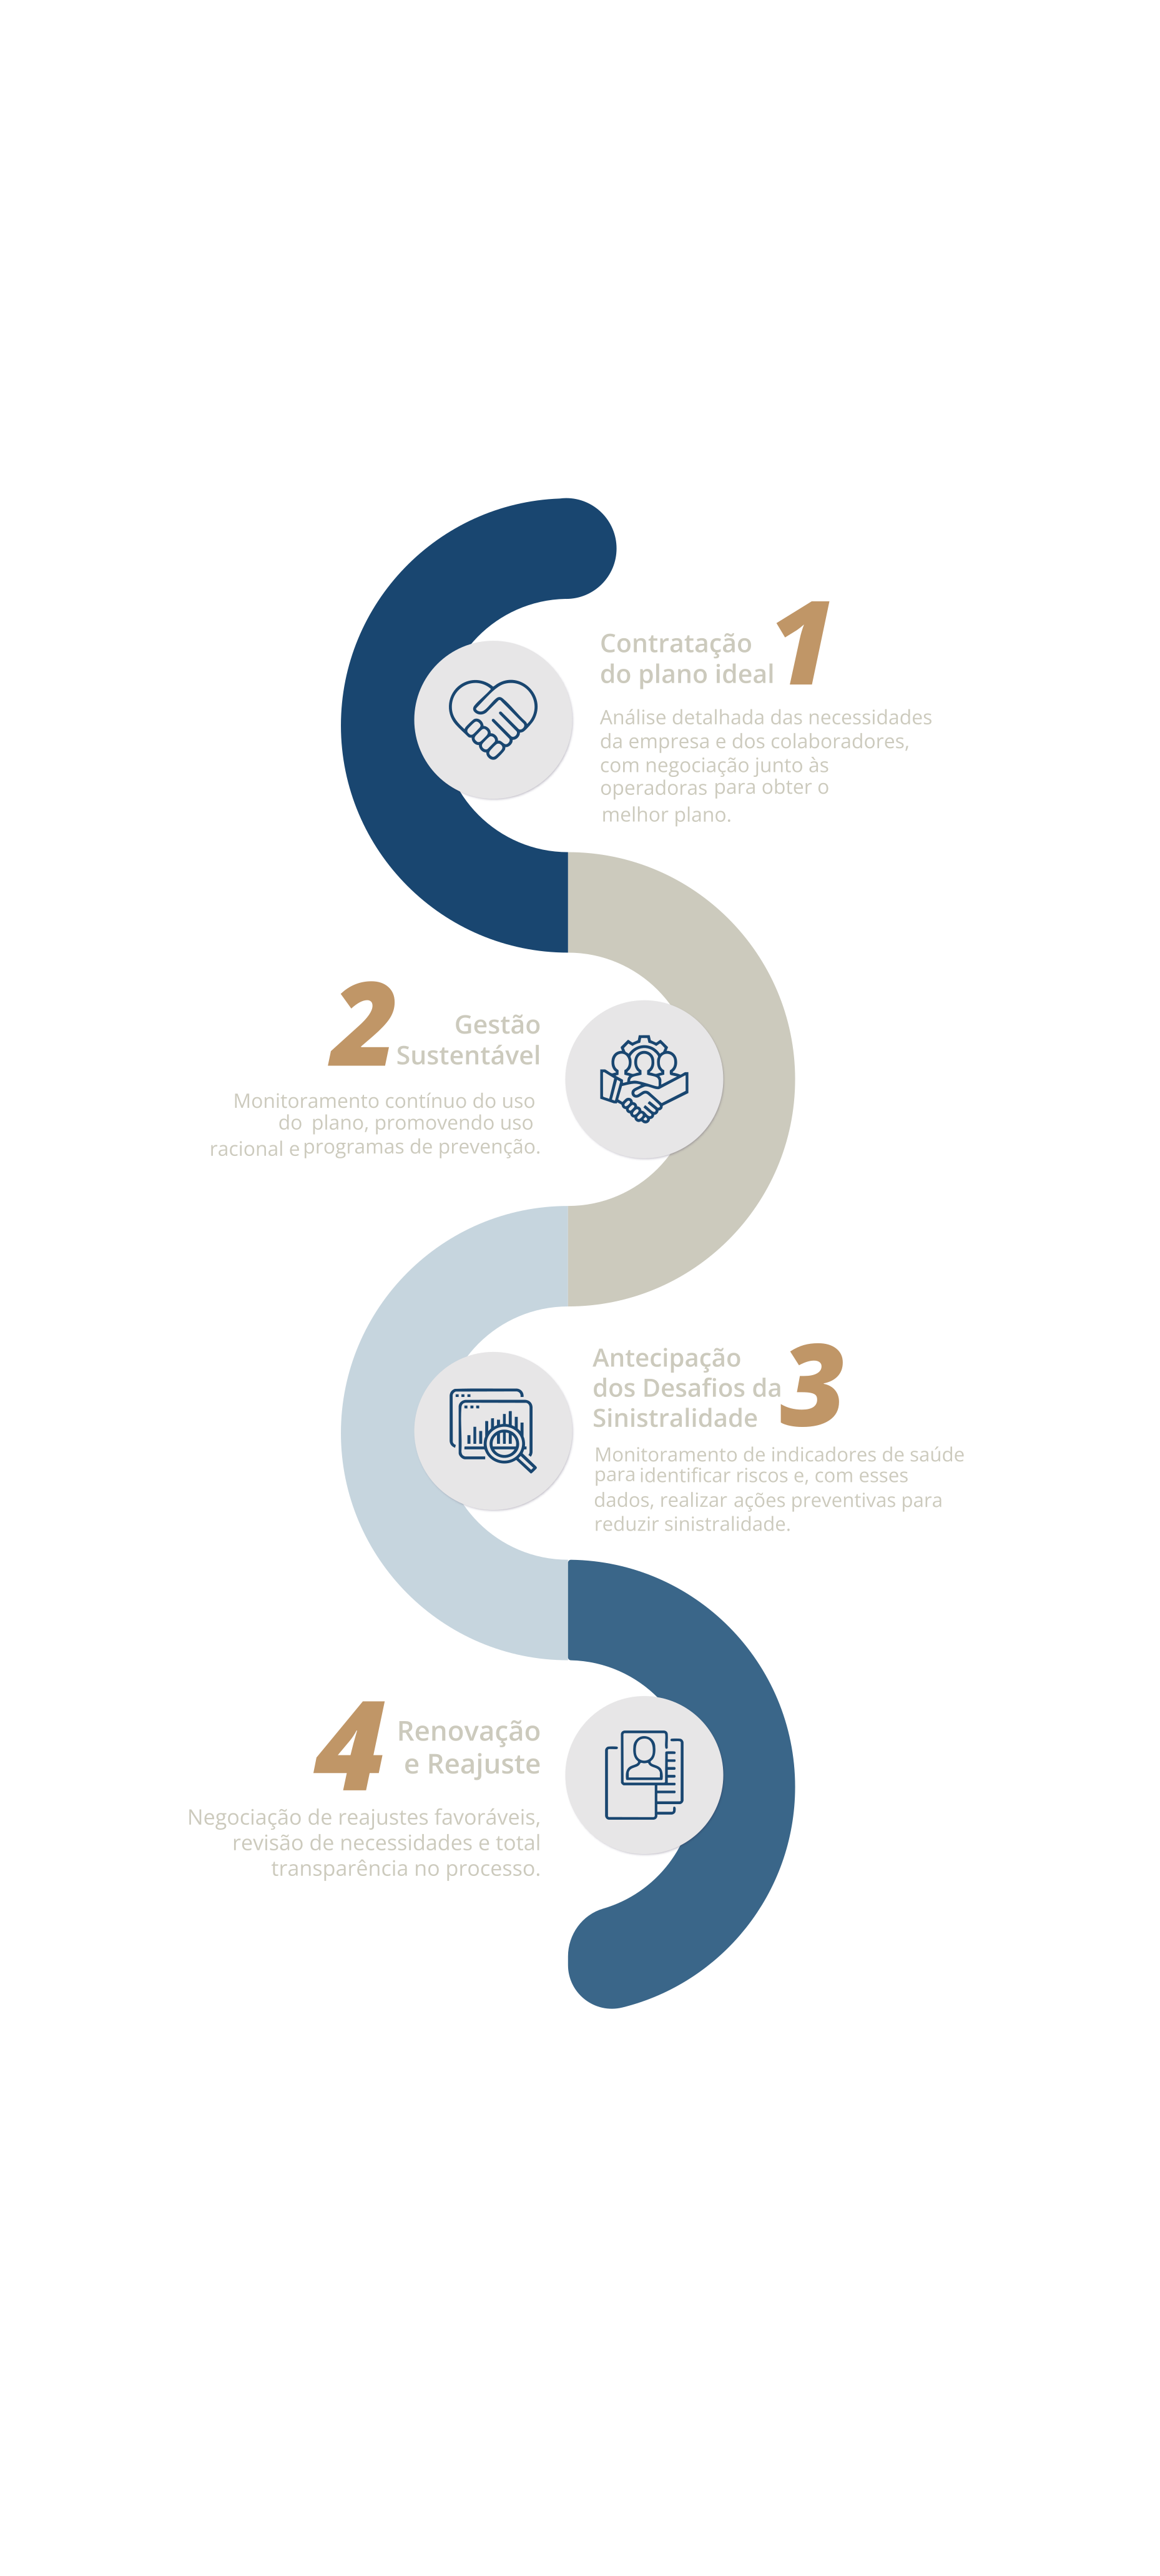 1
Contratação
do plano ideal
Análise detalhada das necessidades
da empresa e dos colaboradores,
com negociação junto às
operadoras para obter o
melhor plano.
2
Gestão
Sustentável
Monitoramento contínuo do uso
do plano, promovendo uso
racional e programas de prevenção.
3
Antecipação
dos Desafios da
Sinistralidade
Monitoramento de indicadores de saúde
para identificar riscos e, com esses
dados, realizar ações preventivas para
reduzir sinistralidade.
4
Renovação
e Reajuste
Negociação de reajustes favoráveis,
revisão de necessidades e total
transparência no processo.